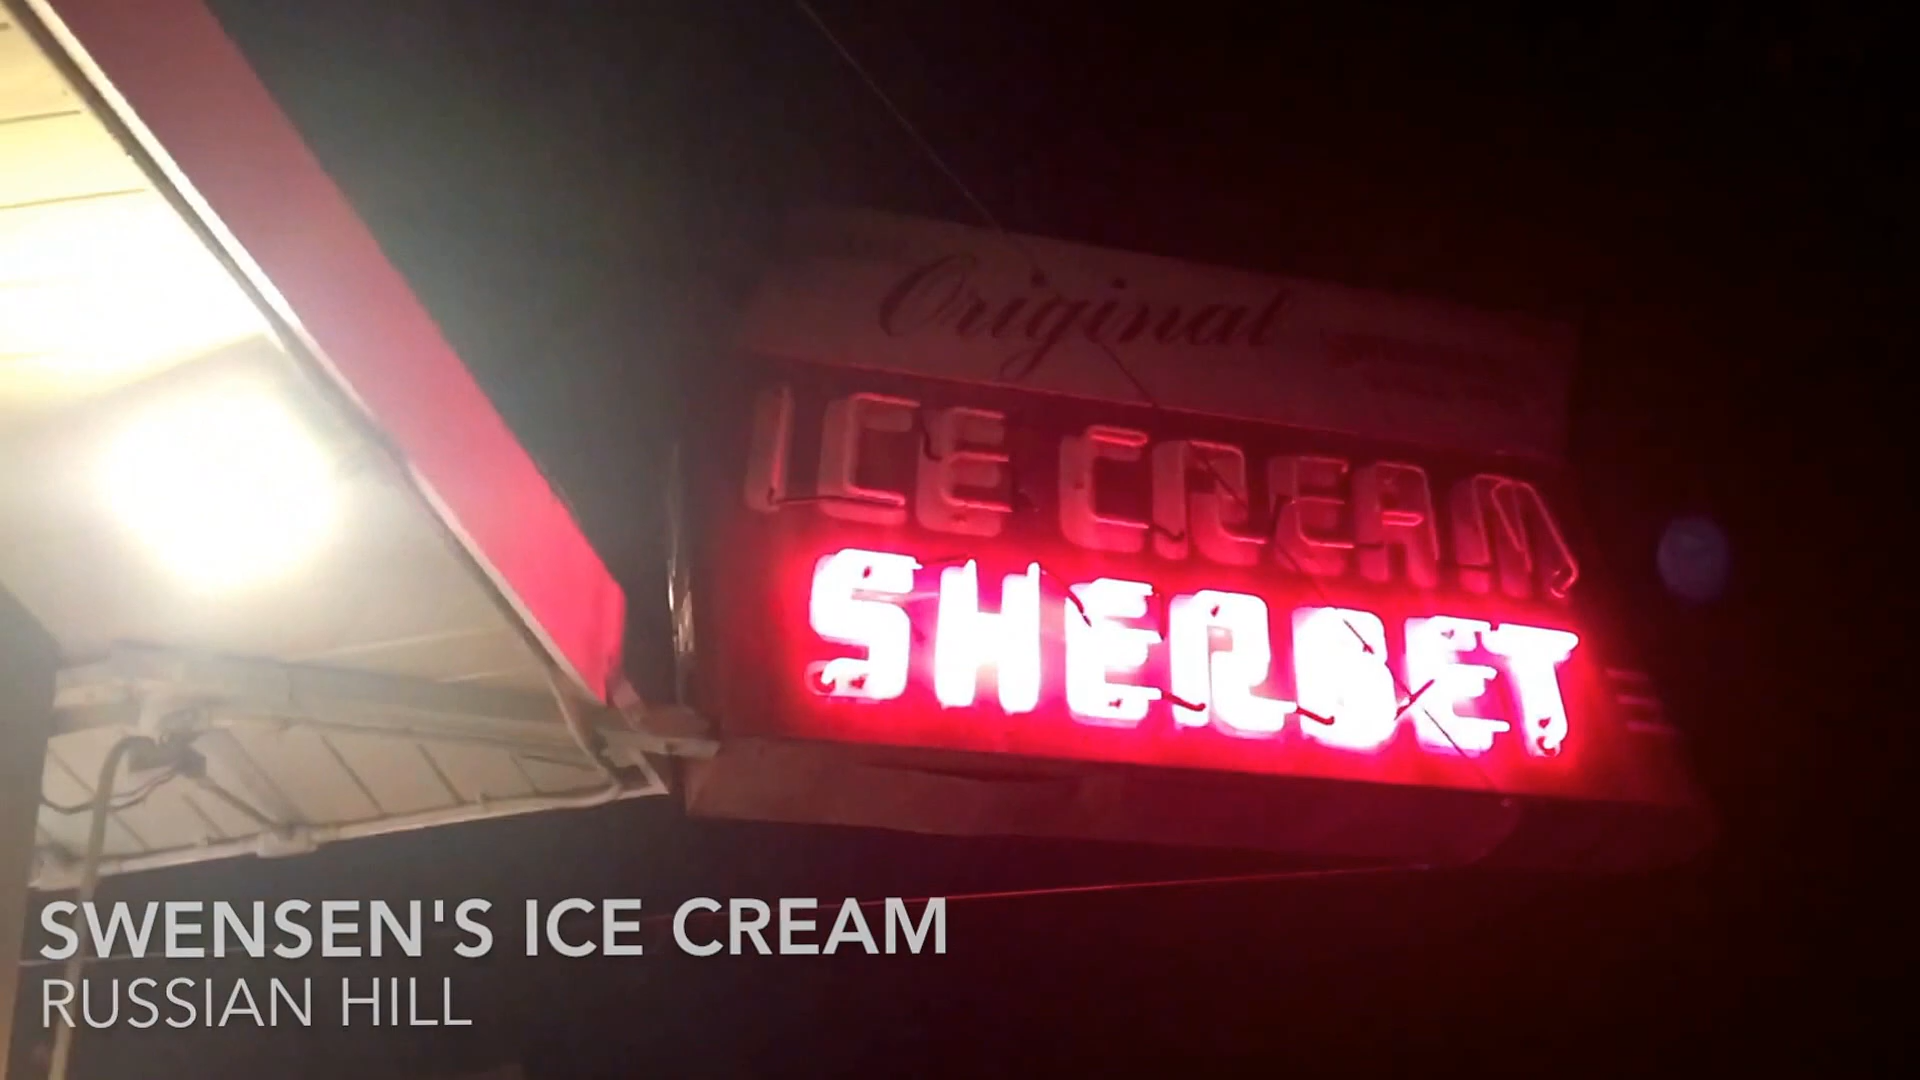 Original
ICE CREAM
SHERBET
SWENSEN'S ICE CREAM
RUSSIAN HILL